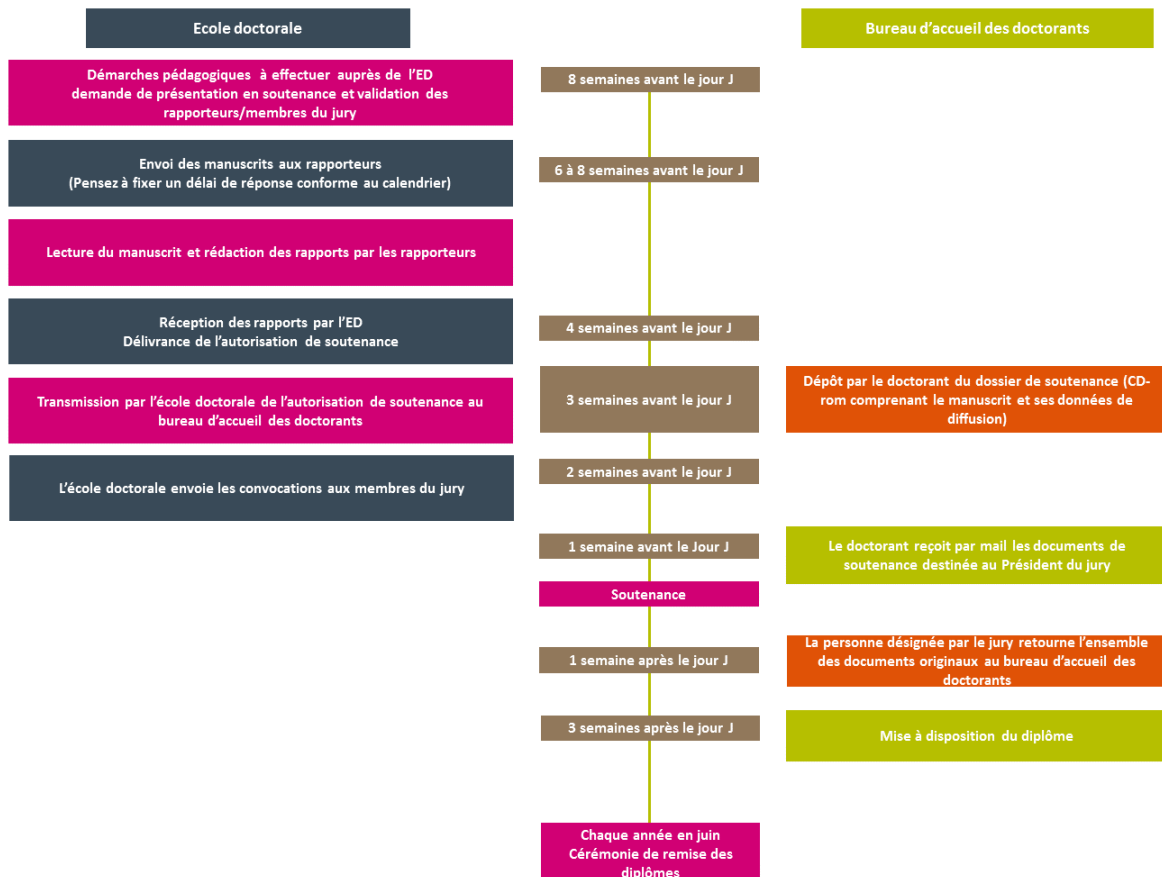 Ecole doctorale
Bureau d'accueil des doctorants
Démarches pédagogiques à effectuer auprès de l'ED
demande de présentation en soutenance et validation des
rapporteurs/membres du jury
8 semaines avant le jour J
Envoi des manuscrits aux rapporteurs
(Pensez à fixer un délai de réponse conforme au calendrier)
6 à 8 semaines avant le jour J
Lecture du manuscrit et rédaction des rapports par les rapporteurs
Réception des rapports par l'ED
Délivrance de l'autorisation de soutenance
4 semaines avant le jour J
Transmission par l'école doctorale de l'autorisation de soutenance au
bureau d'accueil des doctorants
3 semaines avant le jour J
Dépôt par le doctorant du dossier de soutenance (CD-
rom comprenant le manuscrit et ses données de
diffusion)
L'école doctorale envoie les convocations aux membres du jury
2 semaines avant le jour J
1 semaine avant le Jour J
Le doctorant reçoit par mail les documents de
soutenance destinée au Président du jury
Soutenance
1 semaine après le jour J
La personne désignée par le jury retourne l'ensemble
des documents originaux au bureau d'accueil des
doctorants
3 semaines après le jour J
Mise à disposition du diplôme
Chaque année en juin
Cérémonie de remise des
diplômes